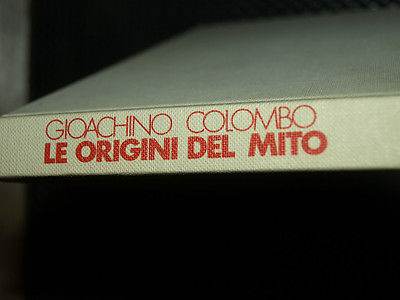 GIOACHINO COLOMBO
LE ORIGINI DEL MITO